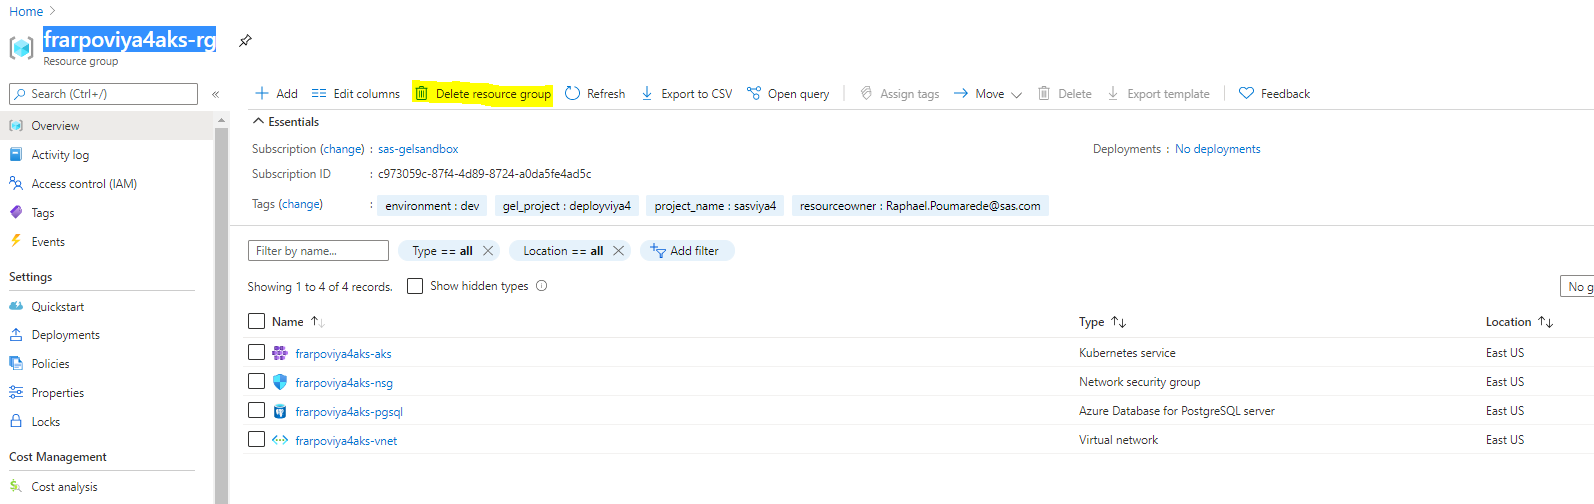 Home
frarpoviya4aks-rg
Resource group
Search (Ctrl+/)
Add Edit columns Delete resource group Refresh Export to CSV Open query Assign tags Move Delete Export template Feedback
Overview
Activity log
Access control (IAM)
Tags
Events
Settings
Quickstart
Deployments
Policies
Properties
Locks
Cost Management
Cost analysis
Essentials
Subscription (change) : sas-gelsandbox Deployments : No deployments
Subscription ID : c973059c-87f4-4d89-8724-a0da5fe4ad5c
Tags (change) : environment : dev gel_project : deployviya4 project_name : sasviya4 resourceowner : Raphael.Poumarede@sas.com
Filter by name... Type == all Location == all Add filter
Showing 1 to 4 of 4 records. Show hidden types No g
Name Type Location
frarpoviya4aks-aks Kubernetes service East US
frarpoviya4aks-nsg Network security group East US
frarpoviya4aks-pgsql Azure Database for PostgreSQL server East US
frarpoviya4aks-vnet Virtual network East US